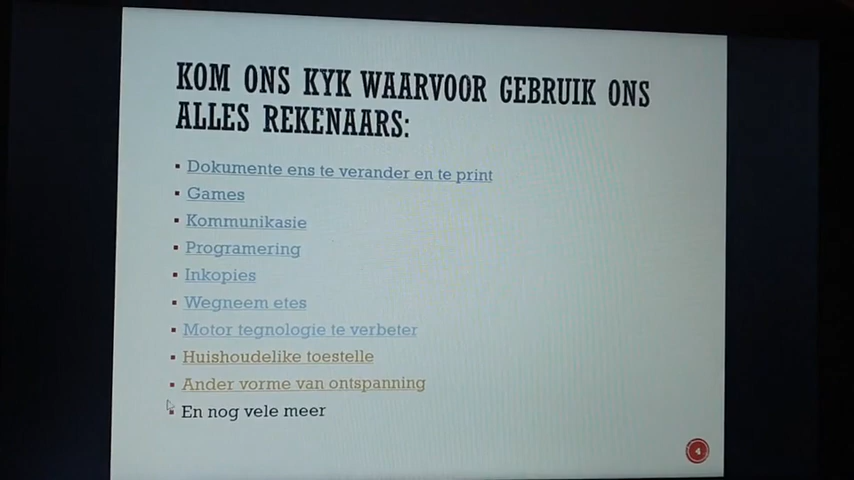 KOM ONS KYK WAARVOOR GEBRUIK ONS
ALLES REKENAARS:
Dokumente ens te verander en te print
Games
Kommunikasie
Programering
Inkopies
Wegneem etes
Motor tegnologie te verbeter
Huishoudelike toestelle
Ander vorme van ontspanning
En nog vele meer
4